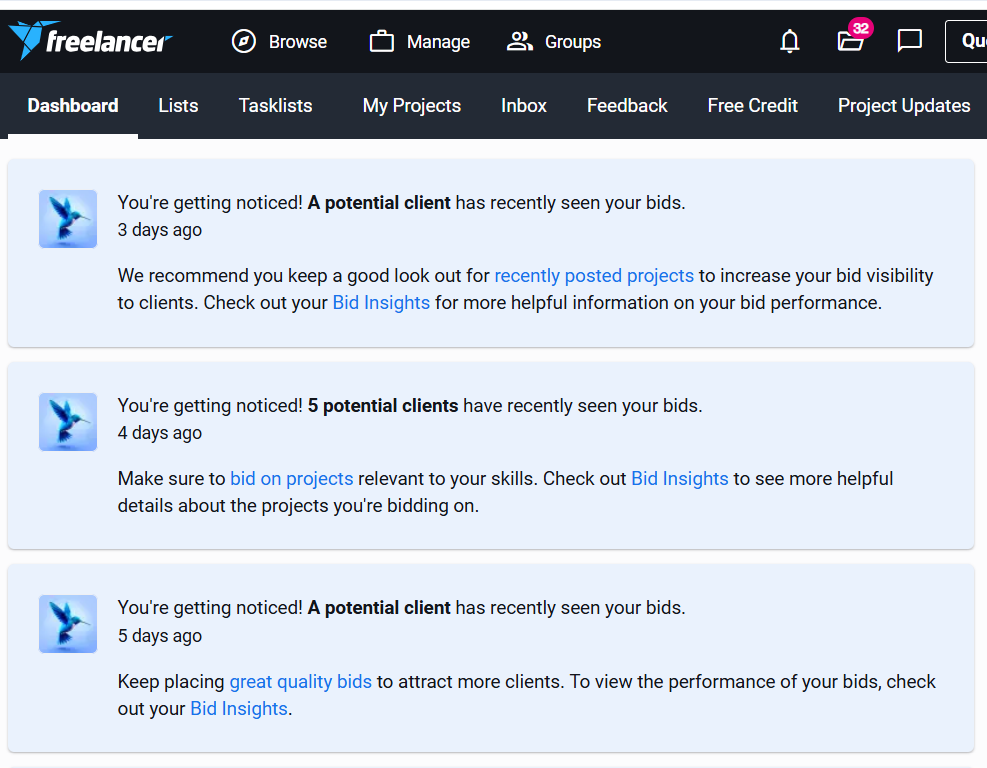 freelancer Browse Manage Groups 32 Qu
Dashboard Lists Tasklists My Projects Inbox Feedback Free Credit Project Updates
You're getting noticed! A potential client has recently seen your bids.
3 days ago
We recommend you keep a good look out for recently posted projects to increase your bid visibility
to clients. Check out your Bid Insights for more helpful information on your bid performance.
You're getting noticed! 5 potential clients have recently seen your bids.
4 days ago
Make sure to bid on projects relevant to your skills. Check out Bid Insights to see more helpful
details about the projects you're bidding on.
You're getting noticed! A potential client has recently seen your bids.
5 days ago
Keep placing great quality bids to attract more clients. To view the performance of your bids, check
out your Bid Insights.